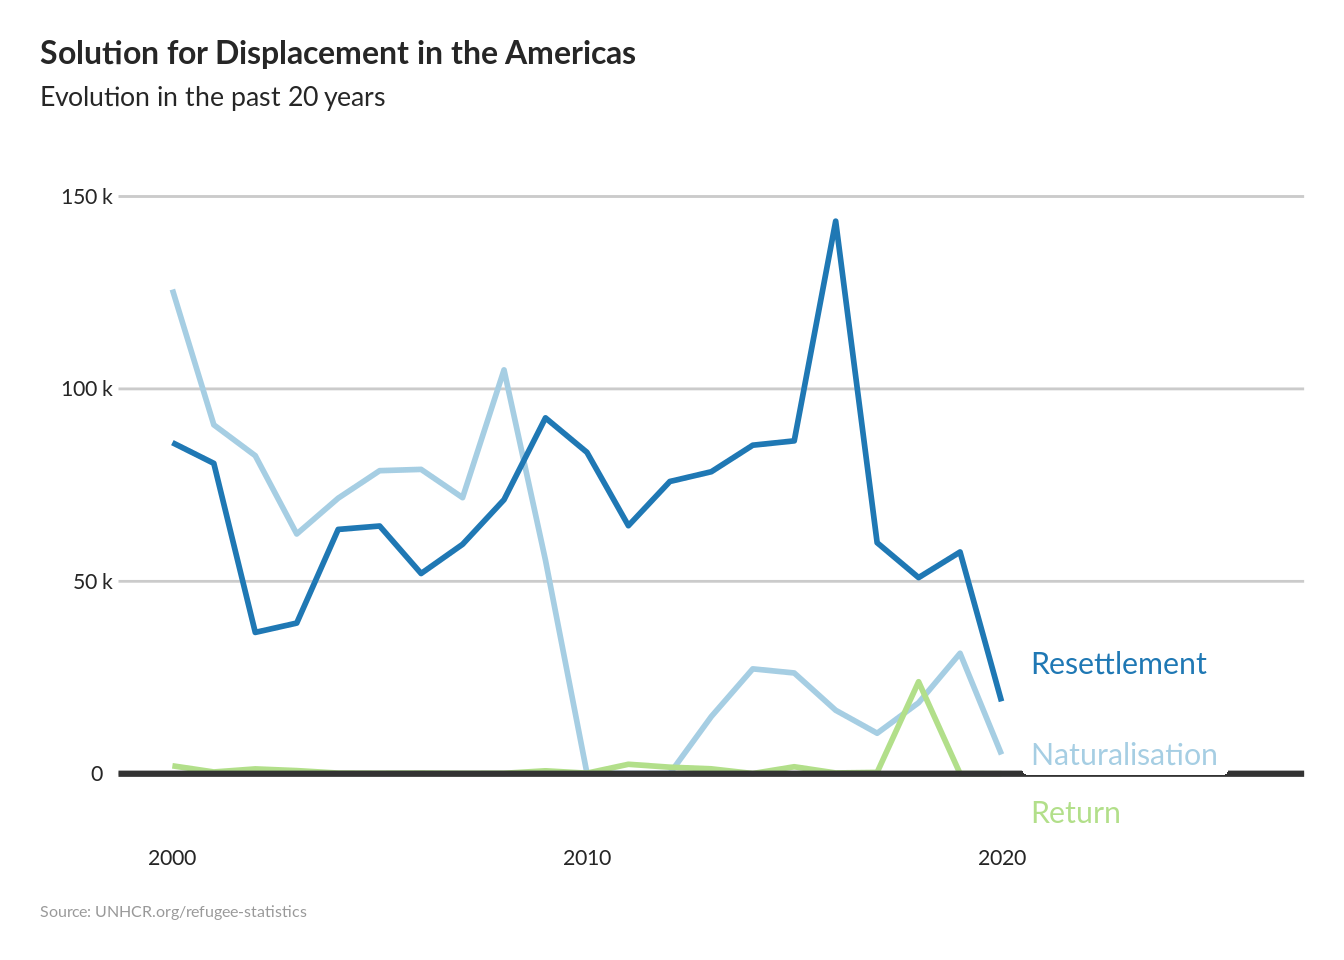 Solution for Displacement in the Americas
Evolution in the past 20 years
150 k
100 k
50 k
0
Resettlement
Naturalisation
Return
2000 2010 2020
Source: UNHCR.org/refugee-statistics